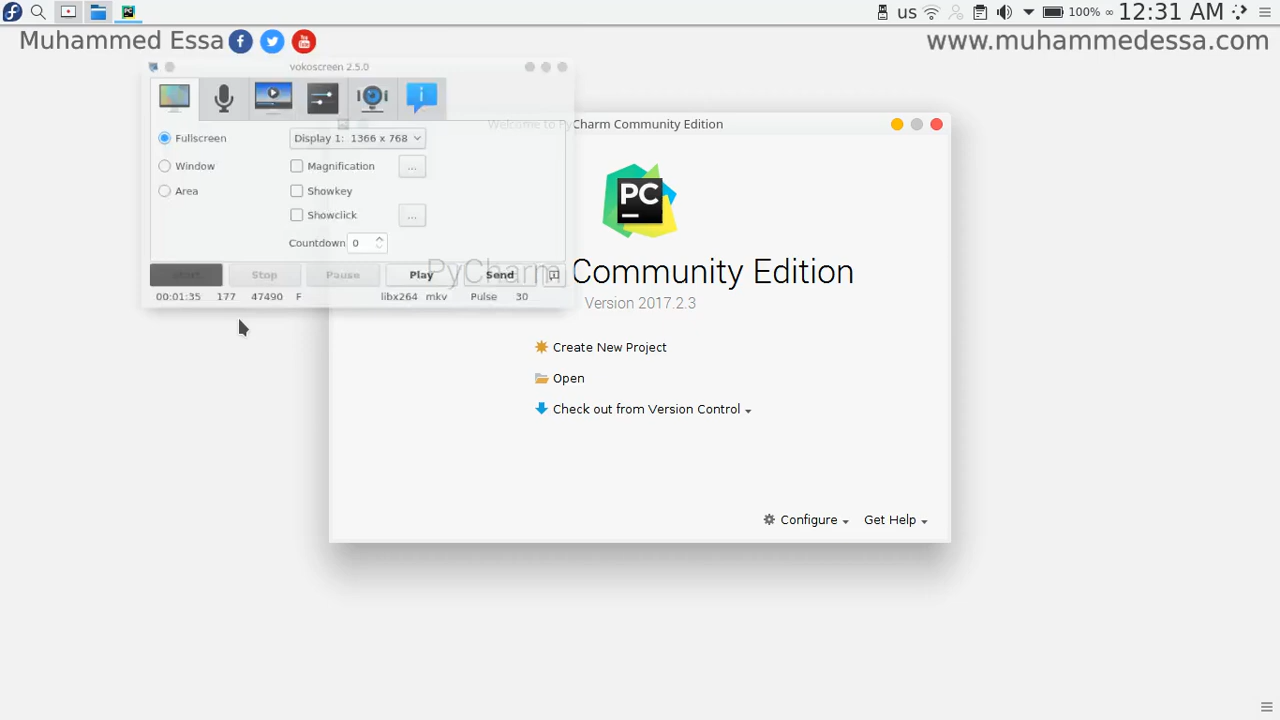 us 100% ∞ 12:31 AM
Muhammed Essa
www.muhammedessa.com
vokoscreen 2.5.0
Fullscreen
Display 1: 1366 x 768
Window
Magnification
...
Area
Showkey
Showclick
...
Countdown 0
Start Stop Pause Play Send
00:01:35 177 47490 F libx264 mkv Pulse 30
Welcome to PyCharm Community Edition
PC
PyCharm Community Edition
Version 2017.2.3
Create New Project
Open
Check out from Version Control
Configure Get Help